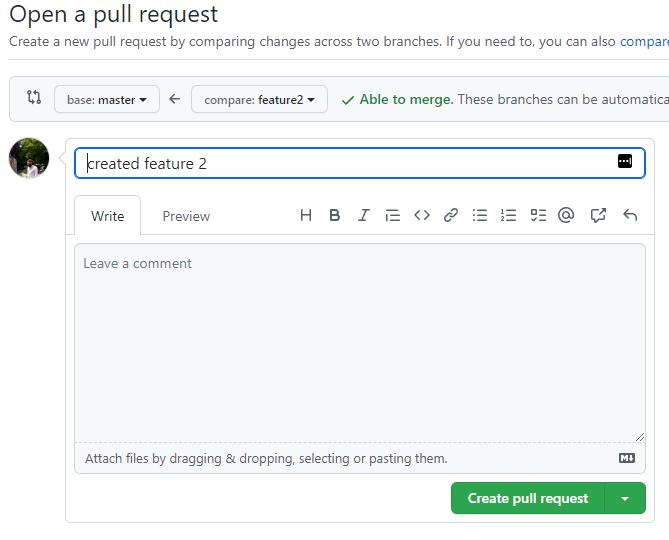 Open a pull request
Create a new pull request by comparing changes across two branches. If you need to, you can also compare
base: master
compare: feature2
Able to merge. These branches can be automatica
created feature 2
Write
Preview
H B I
Leave a comment
Attach files by dragging & dropping, selecting or pasting them.
Create pull request